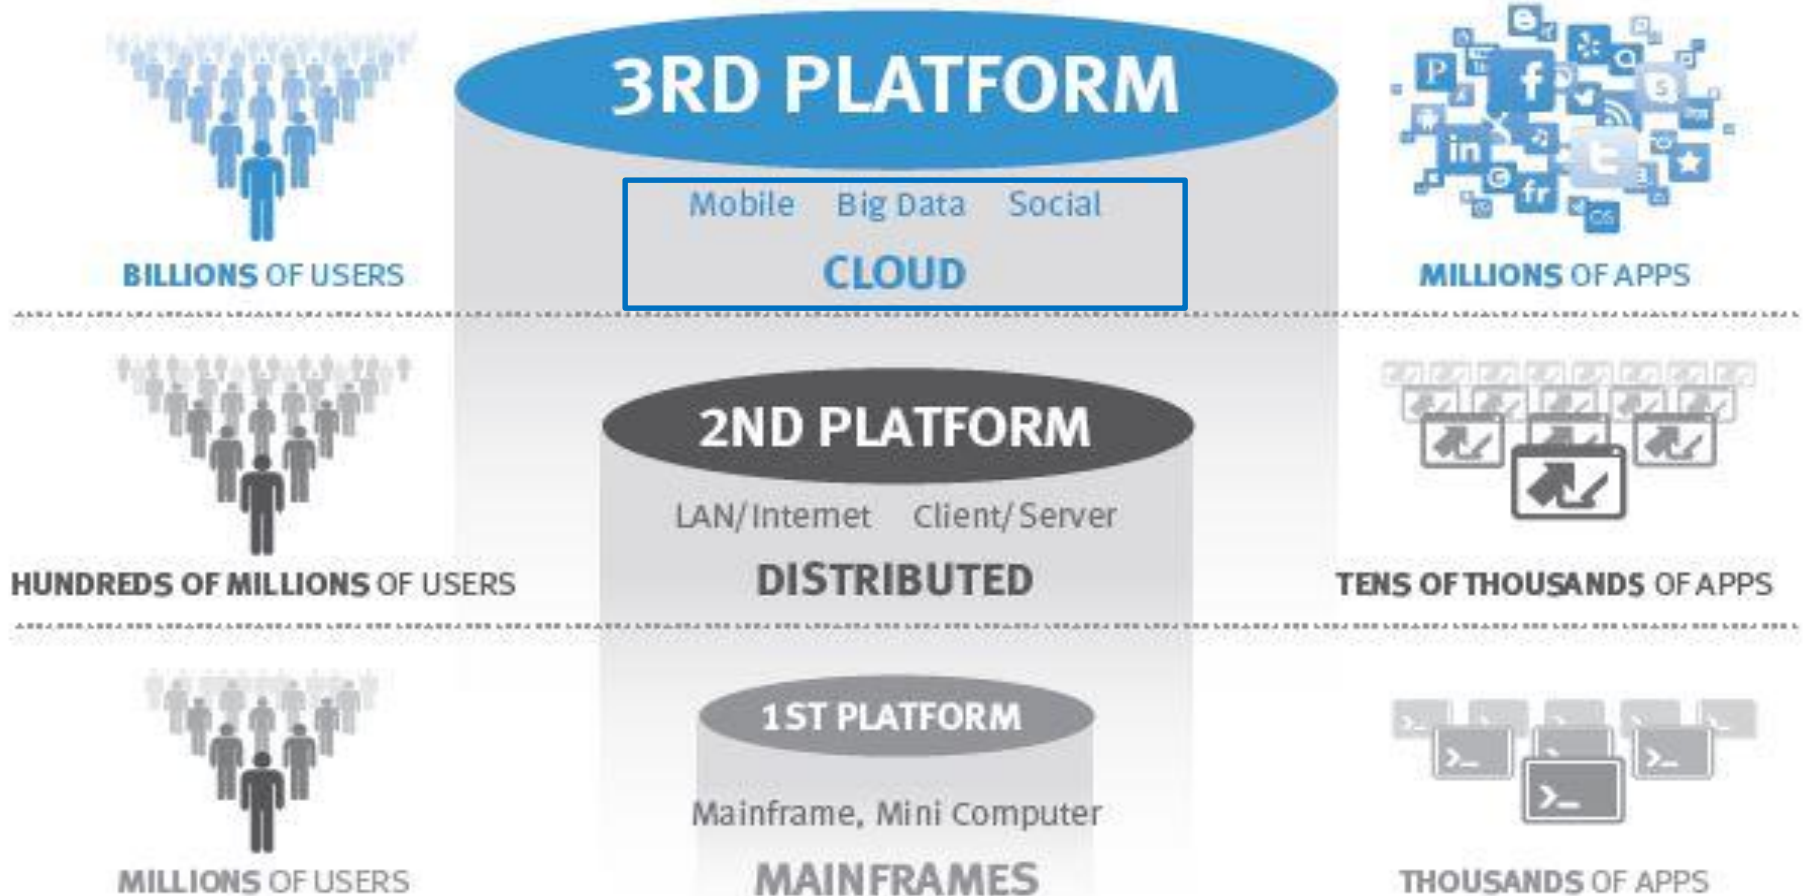 3RD PLATFORM
Mobile Big Data Social
CLOUD
BILLIONS OF USERS
MILLIONS OF APPS
2ND PLATFORM
LAN/Internet Client/Server
DISTRIBUTED
HUNDREDS OF MILLIONS OF USERS
TENS OF THOUSANDS OF APPS
1ST PLATFORM
Mainframe, Mini Computer
MAINFRAMES
MILLIONS OF USERS
THOUSANDS OF APPS